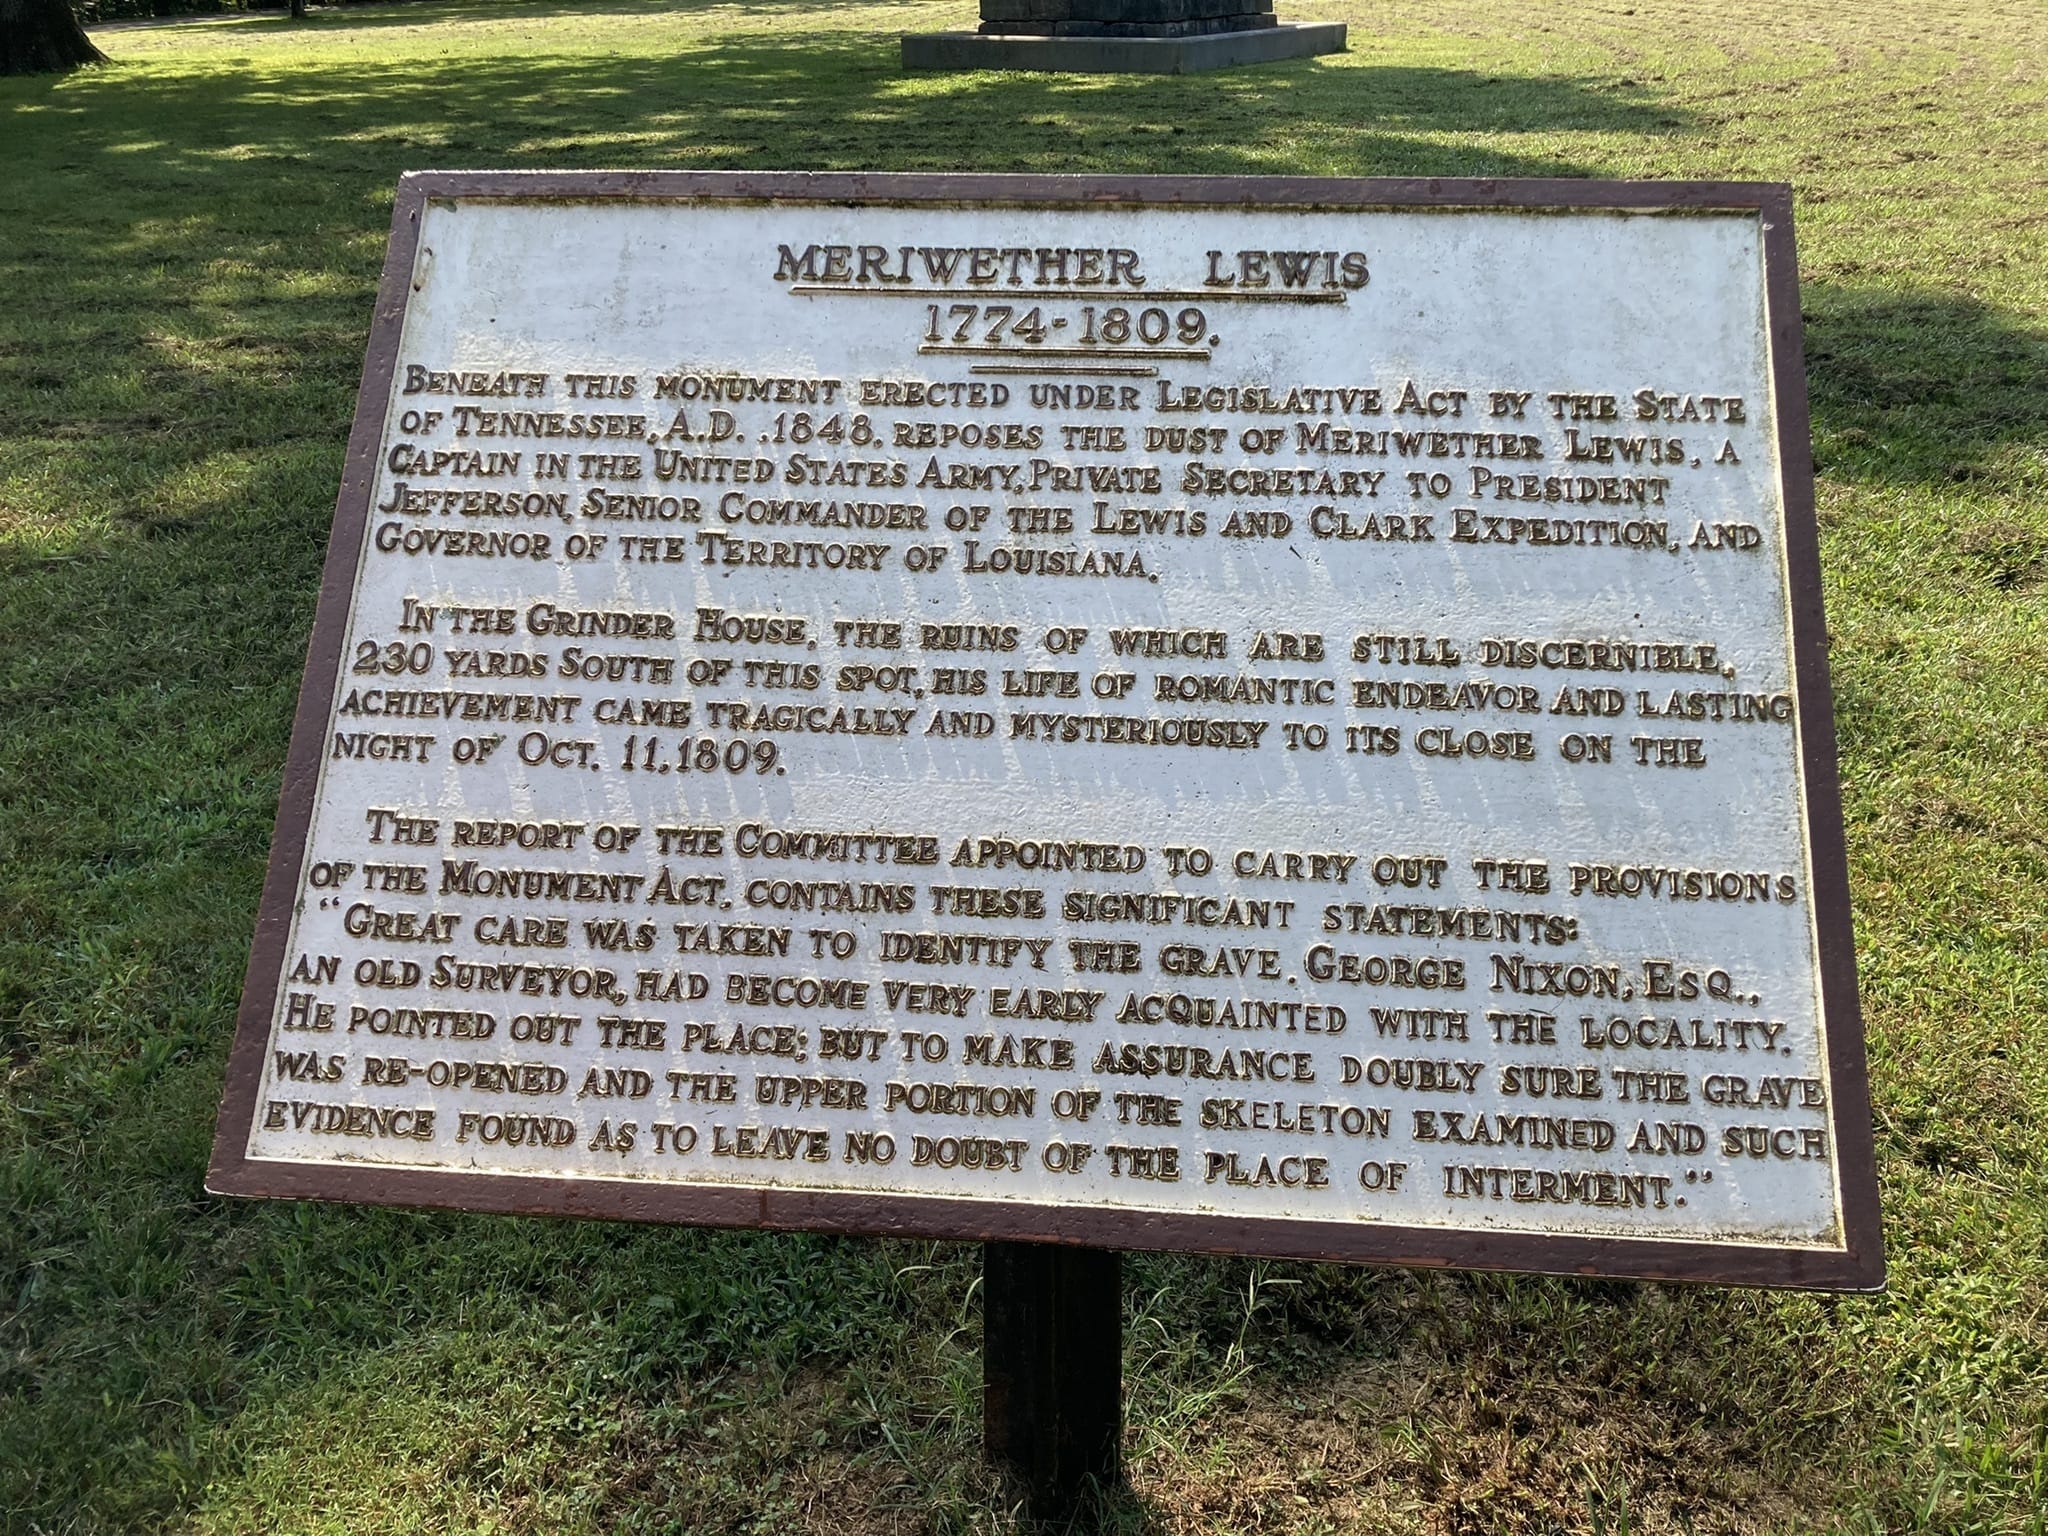 MERIWETHER LEWIS
1774-1809.
BENEATH THIS MONUMENT ERECTED UNDER LEGISLATIVE ACT BY THE STATE
OF TENNESSEE, A.D. ,1848, REPOSES THE DUST OF MERIWETHER LEWIS, A
CAPTAIN IN THE UNITED STATES ARMY, PRIVATE SECRETARY TO PRESIDENT
JEFFERSON, SENIOR COMMANDER OF THE LEWIS AND CLARK EXPEDITION, AND
GOVERNOR OF THE TERRITORY OF LOUISIANA.
IN THE GRINDER HOUSE, THE RUINS OF WHICH ARE STILL DISCERNIBLE,
230 YARDS SOUTH OF THIS SPOT, HIS LIFE OF ROMANTIC ENDEAVOR AND LASTING
ACHIEVEMENT CAME TRAGICALLY AND MYSTERIOUSLY TO ITS CLOSE ON THE
NIGHT OF OCT. 11, 1809.
THE REPORT OF THE COMMITTEE APPOINTED TO CARRY OUT THE PROVISIONS
OF THE MONUMENT ACT, CONTAINS THESE SIGNIFICANT STATEMENTS:
"GREAT CARE WAS TAKEN TO IDENTIFY THE GRAVE. GEORGE NIXON, ESQ.,
AN OLD SURVEYOR, HAD BECOME VERY EARLY ACQUAINTED WITH THE LOCALITY.
HE POINTED OUT THE PLACE; BUT TO MAKE ASSURANCE DOUBLY SURE THE GRAVE
WAS RE-OPENED AND THE UPPER PORTION OF THE SKELETON EXAMINED AND SUCH
EVIDENCE FOUND AS TO LEAVE NO DOUBT OF THE PLACE OF INTERMENT."